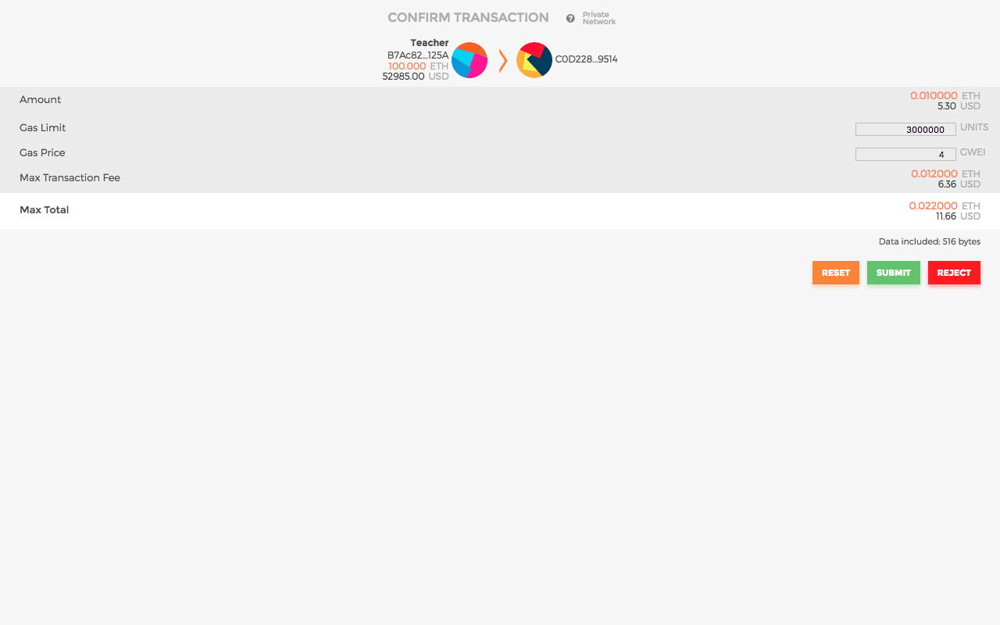 CONFIRM TRANSACTION
Private
Network
Teacher
B7Ac82...125A
100.000 ETH
52985.00 USD
C0D228...9514
Amount
0.010000 ETH
5.30 USD
Gas Limit
3000000 UNITS
Gas Price
4 GWEI
Max Transaction Fee
0.012000 ETH
6.36 USD
Max Total
0.022000 ETH
11.66 USD
Data included: 516 bytes
RESET SUBMIT REJECT